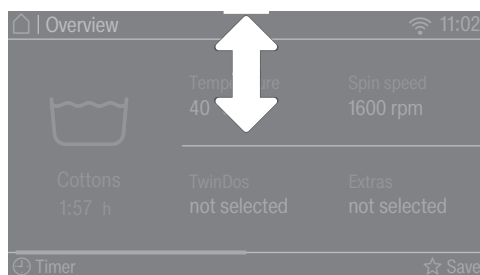 | Overview 11:02
Temperature Spin speed
40 1600 rpm
Cottons
1:57 h
TwinDos Extras
not selected not selected
Timer Save